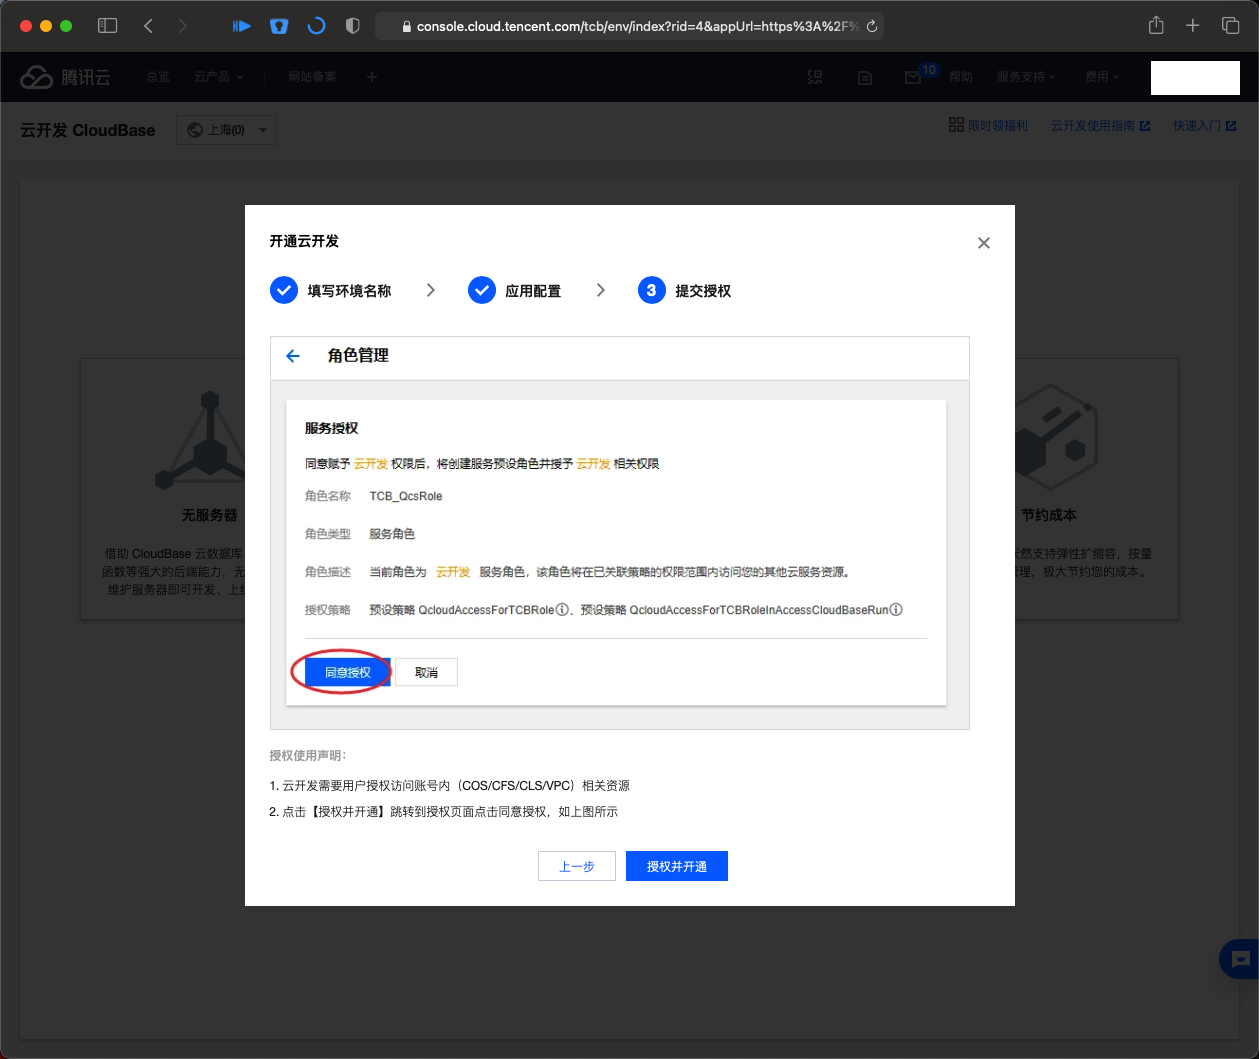 console.cloud.tencent.com/tcb/env/index?rid=4&appUrl=https%3A%2F%
腾讯云 总览 云产品 网站备案 10 帮助 服务支持 费用
云开发 CloudBase 上海(0) 限时领福利 云开发使用指南 快速入门
开通云开发
填写环境名称 应用配置 3 提交授权
角色管理
服务授权
同意赋予 云开发 权限后，将创建服务预设角色并授予 云开发 相关权限
角色名称 TCB_QcsRole
角色类型 服务角色
角色描述 当前角色为 云开发 服务角色，该角色将在已关联策略的权限范围内访问您的其他云服务资源。
授权策略 预设策略 QcloudAccessForTCBRole、预设策略 QcloudAccessForTCBRoleInAccessCloudBaseRun
同意授权 取消
授权使用声明：
1. 云开发需要用户授权访问账号内（COS/CFS/CLS/VPC）相关资源
2. 点击【授权并开通】跳转到授权页面点击同意授权，如上图所示
上一步 授权并开通
无服务器
借助 CloudBase 云数据库
函数等强大的后端能力，无
维护服务器即可开发、上
节约成本
然支持弹性扩缩容，按量
理，极大节约您的成本。